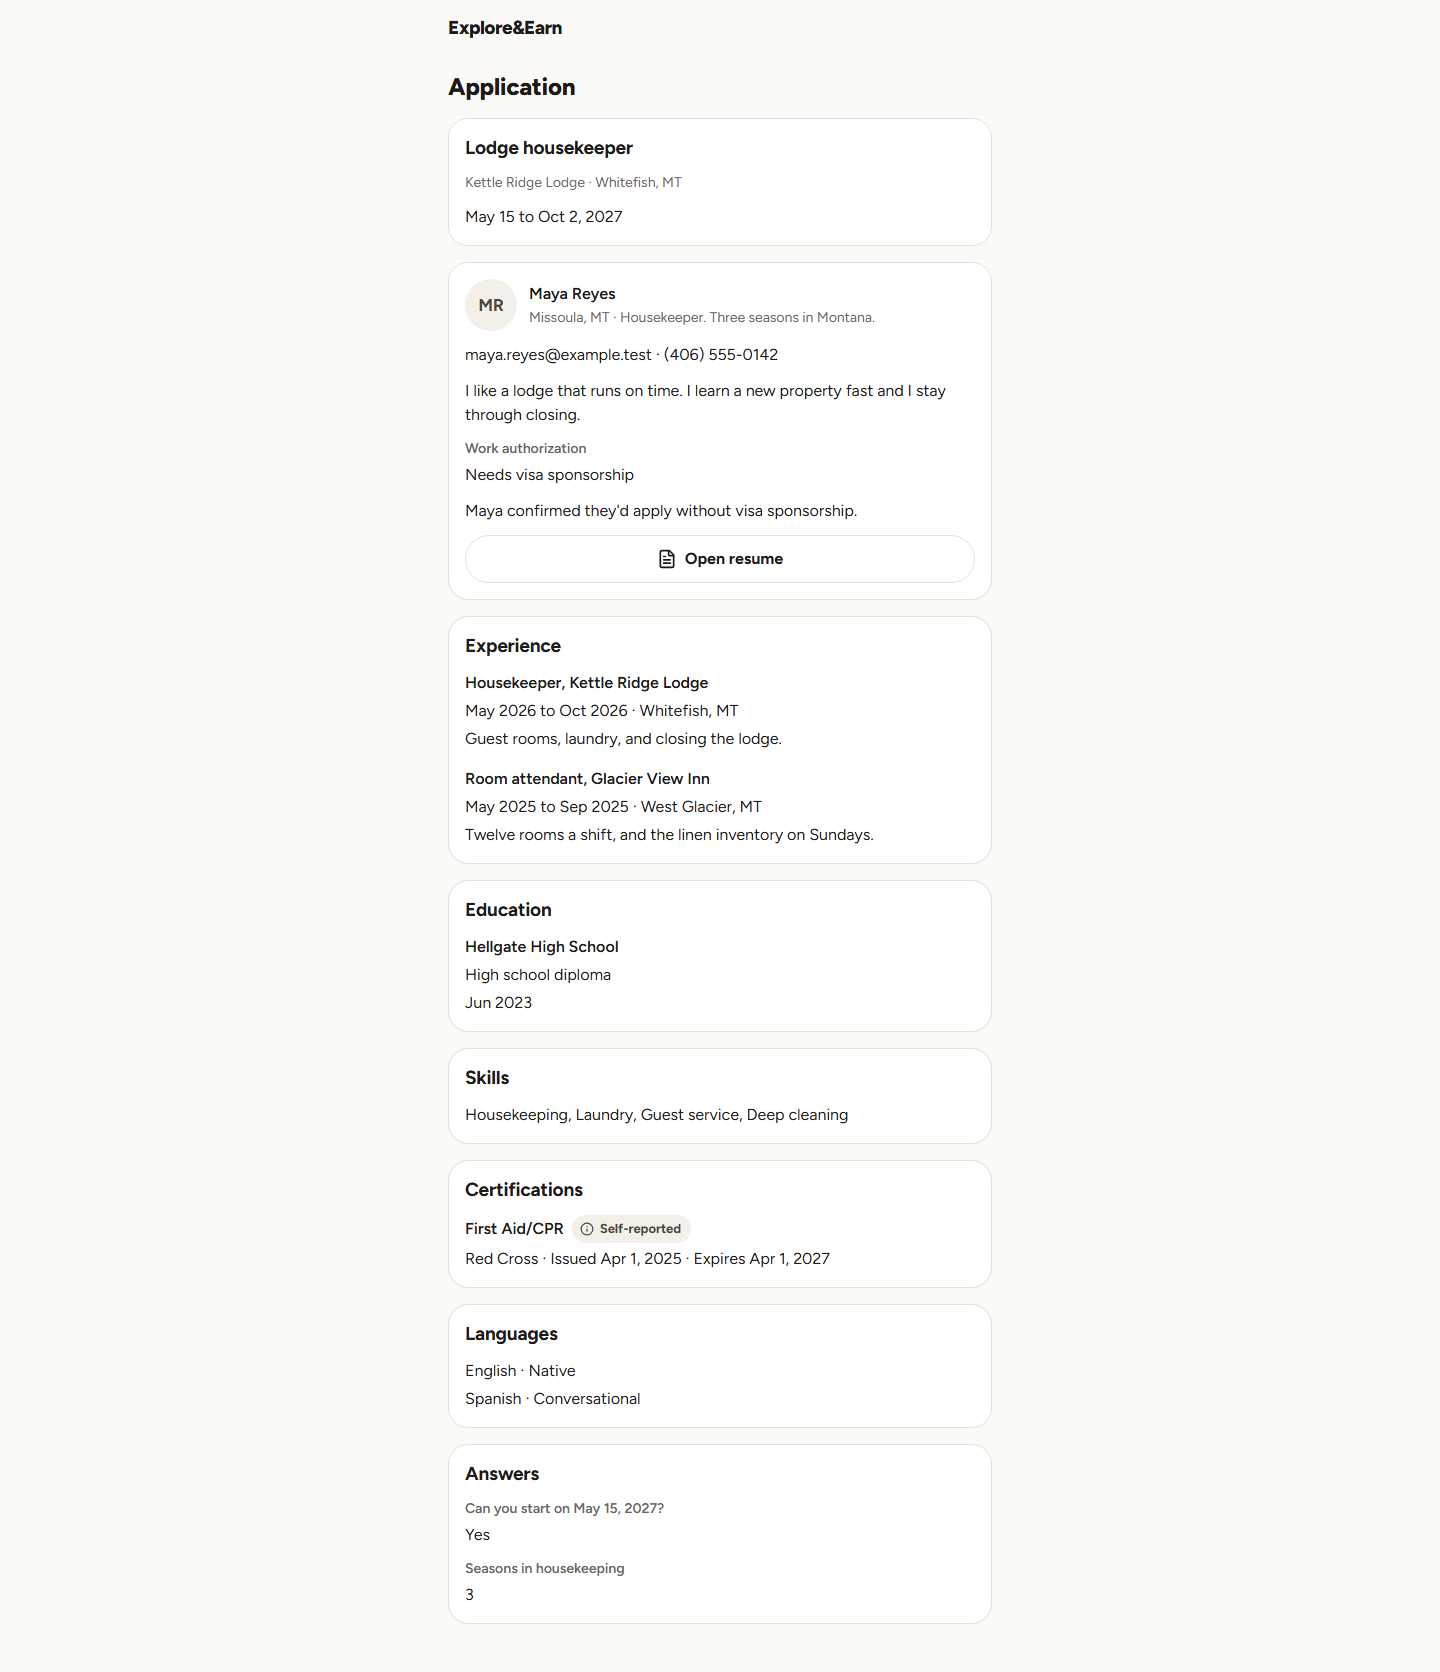 Explore&Earn
Application
Lodge housekeeper
Kettle Ridge Lodge · Whitefish, MT
May 15 to Oct 2, 2027
MR
Maya Reyes
Missoula, MT · Housekeeper. Three seasons in Montana.
maya.reyes@example.test · (406) 555-0142
I like a lodge that runs on time. I learn a new property fast and I stay
through closing.
Work authorization
Needs visa sponsorship
Maya confirmed they'd apply without visa sponsorship.
Open resume
Experience
Housekeeper, Kettle Ridge Lodge
May 2026 to Oct 2026 · Whitefish, MT
Guest rooms, laundry, and closing the lodge.
Room attendant, Glacier View Inn
May 2025 to Sep 2025 · West Glacier, MT
Twelve rooms a shift, and the linen inventory on Sundays.
Education
Hellgate High School
High school diploma
Jun 2023
Skills
Housekeeping, Laundry, Guest service, Deep cleaning
Certifications
First Aid/CPR Self-reported
Red Cross · Issued Apr 1, 2025 · Expires Apr 1, 2027
Languages
English · Native
Spanish · Conversational
Answers
Can you start on May 15, 2027?
Yes
Seasons in housekeeping
3